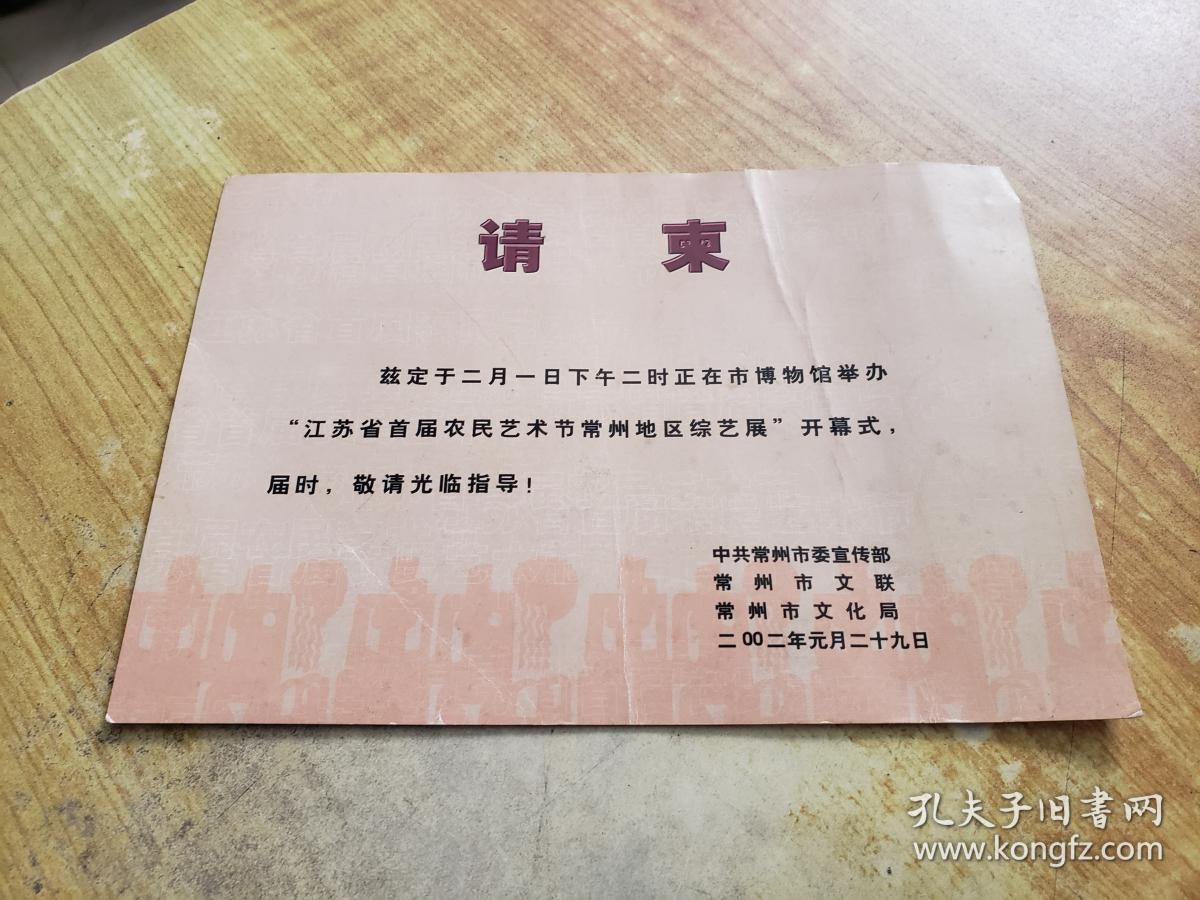 请柬
兹定于二月一日下午二时正在市博物馆举办
“江苏省首届农民艺术节常州地区综艺展”开幕式，
届时，敬请光临指导！
中共常州市委宣传部
常州市文联
常州市文化局
二00二年元月二十九日
孔夫子旧书网
www.kongfz.com